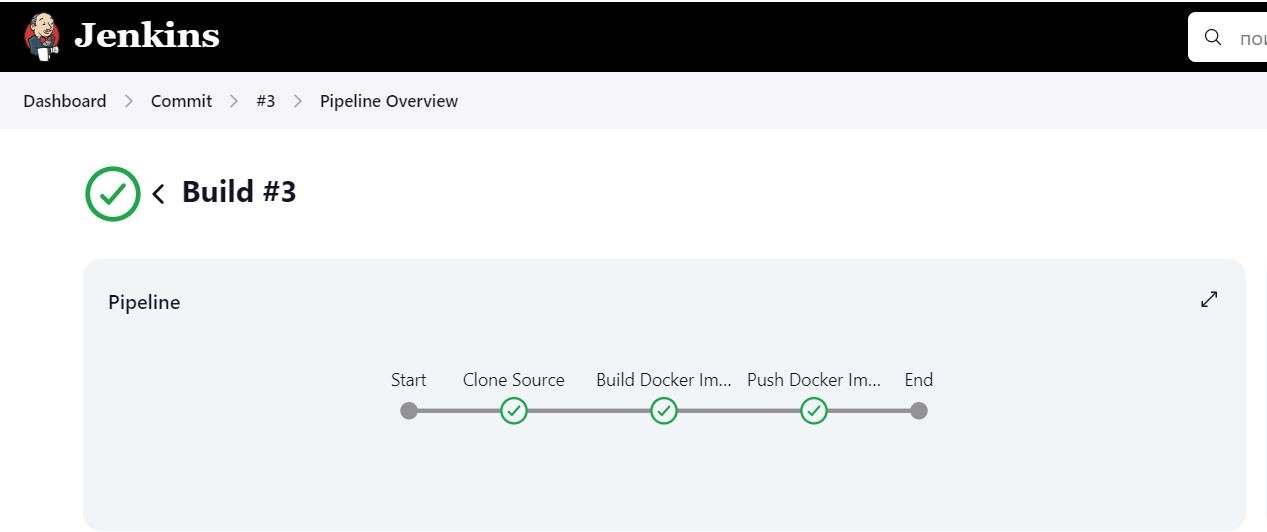 Jenkins
Dashboard > Commit > #3 > Pipeline Overview
Build #3
Pipeline
Start Clone Source Build Docker Im... Push Docker Im... End